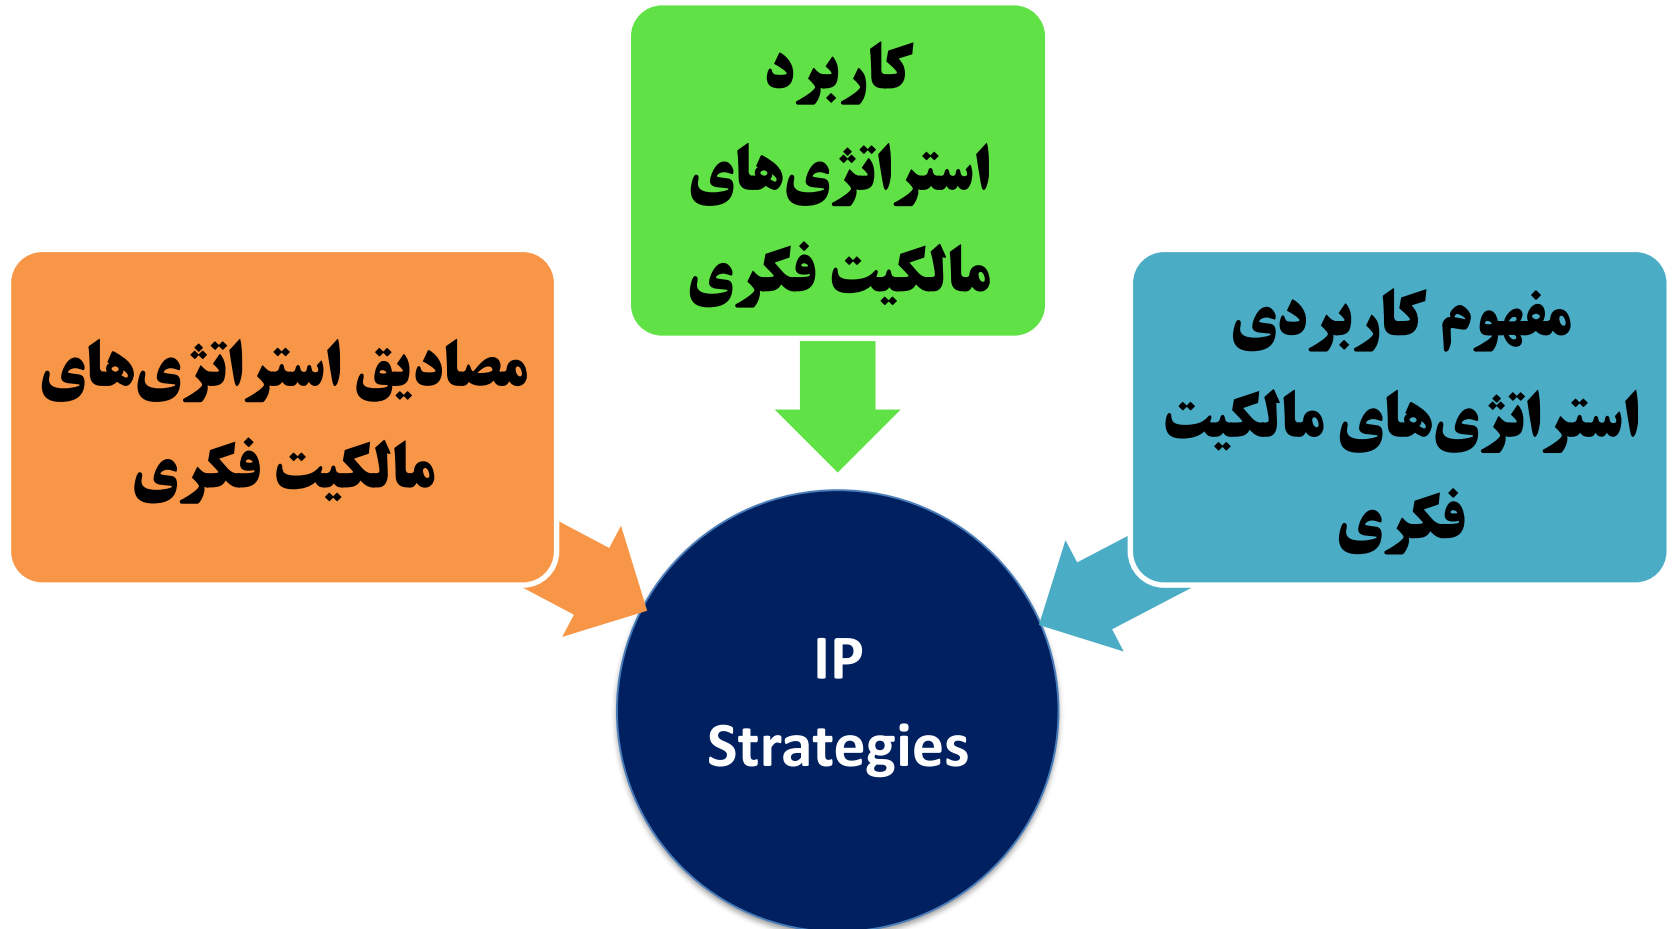 کاربرد
استراتژی‌های
مالکیت فکری
مفهوم کاربردی
استراتژی‌های مالکیت
فکری
مصادیق استراتژی‌های
مالکیت فکری
IP
Strategies